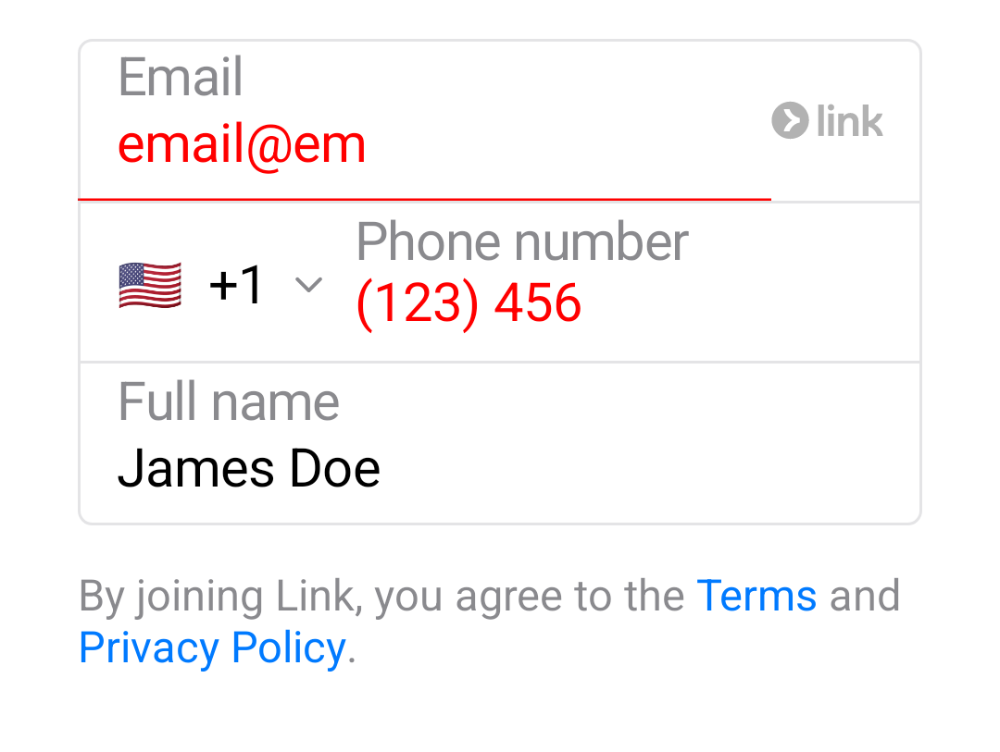 Email
email@em
link
Phone number
+1
(123) 456
Full name
James Doe
By joining Link, you agree to the Terms and
Privacy Policy.